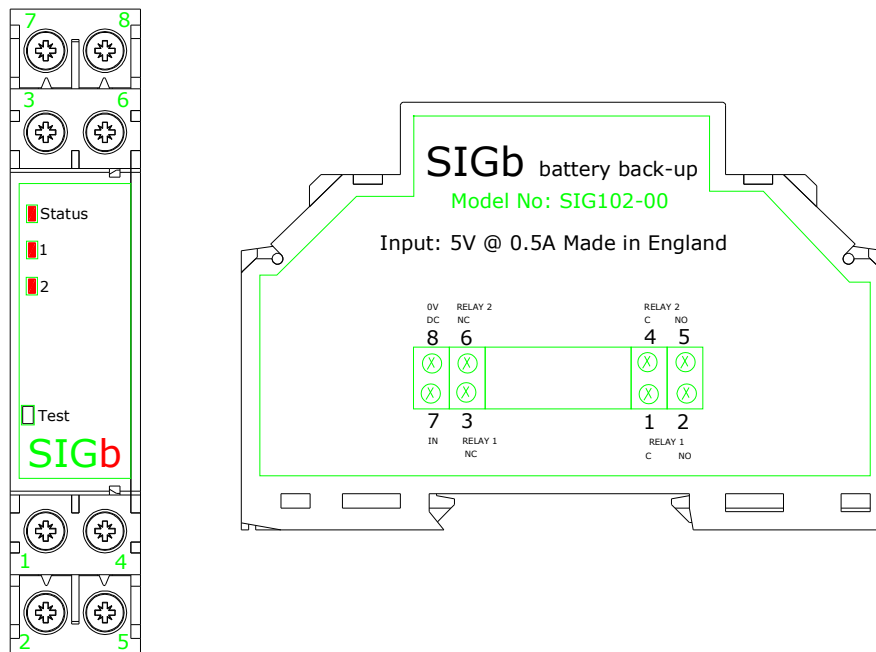 7 8
3 6
Status
1
2
Test
SIGb
1 4
2 5
SIGb battery back-up
Model No: SIG102-00
Input: 5V @ 0.5A Made in England
0V RELAY 2 RELAY 2
DC NC C NO
8 6 4 5
7 3 1 2
IN RELAY 1 RELAY 1
NC C NO